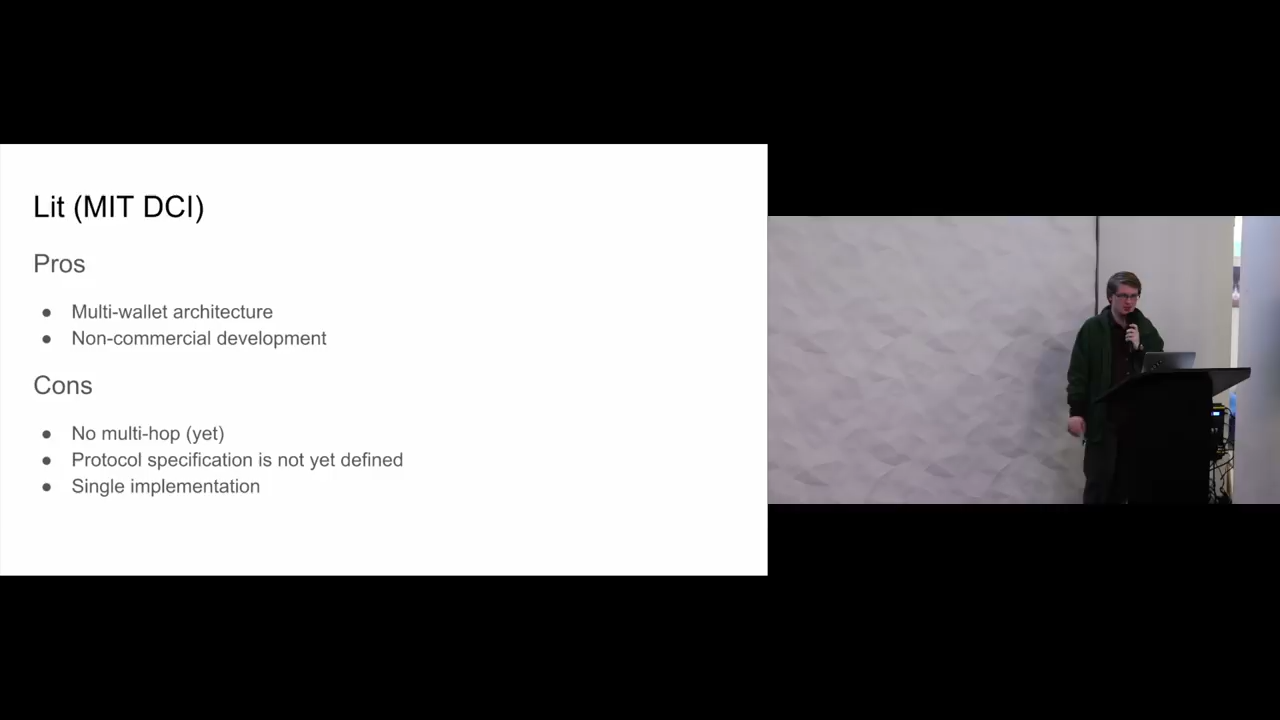 Lit (MIT DCI)
Pros
● Multi-wallet architecture
● Non-commercial development
Cons
● No multi-hop (yet)
● Protocol specification is not yet defined
● Single implementation